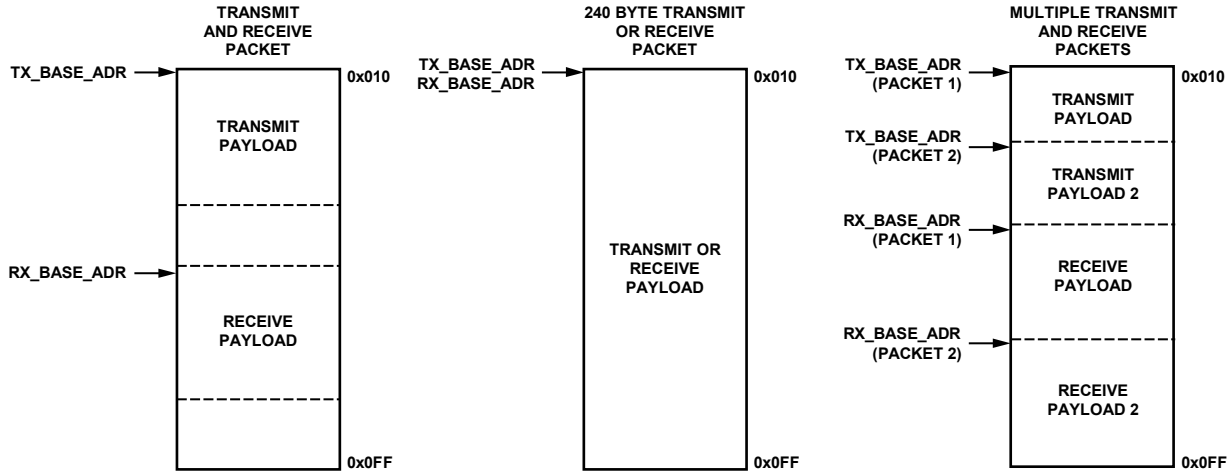 TRANSMIT
AND RECEIVE
PACKET
TX_BASE_ADR
0x010
TRANSMIT
PAYLOAD
RX_BASE_ADR
RECEIVE
PAYLOAD
0x0FF
240 BYTE TRANSMIT
OR RECEIVE
PACKET
TX_BASE_ADR
RX_BASE_ADR
0x010
TRANSMIT OR
RECEIVE
PAYLOAD
0x0FF
MULTIPLE TRANSMIT
AND RECEIVE
PACKETS
TX_BASE_ADR
(PACKET 1)
0x010
TRANSMIT
PAYLOAD
TX_BASE_ADR
(PACKET 2)
TRANSMIT
PAYLOAD 2
RX_BASE_ADR
(PACKET 1)
RECEIVE
PAYLOAD
RX_BASE_ADR
(PACKET 2)
RECEIVE
PAYLOAD 2
0x0FF